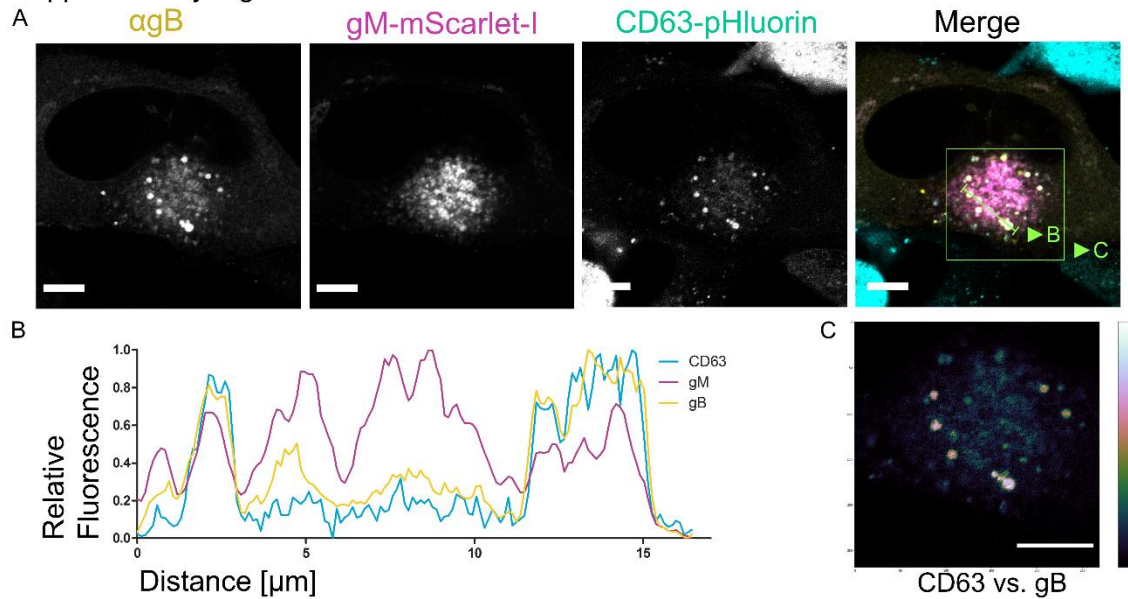 A
αgB
gM-mScarlet-I
CD63-pHluorin
Merge
B
C
B
1.0
0.8
0.6
0.4
0.2
0.0
0
5
10
15
Relative
Fluorescence
Distance [µm]
CD63
gM
gB
C
CD63 vs. gB